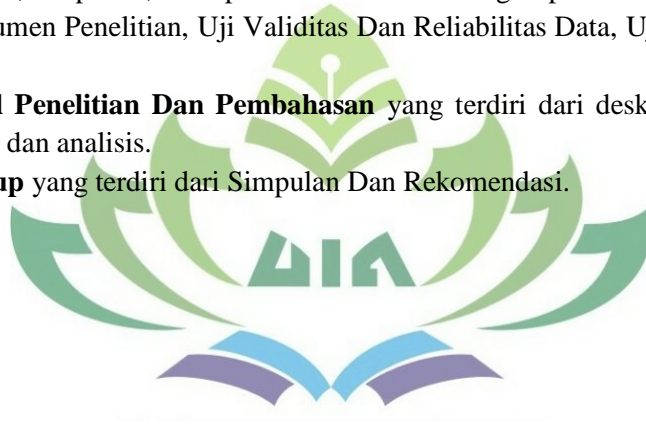 umen Penelitian, Uji Validitas Dan Reliabilitas Data, U
Penelitian Dan Pembahasan yang terdiri dari desk
dan analisis.
up yang terdiri dari Simpulan Dan Rekomendasi.
UIN